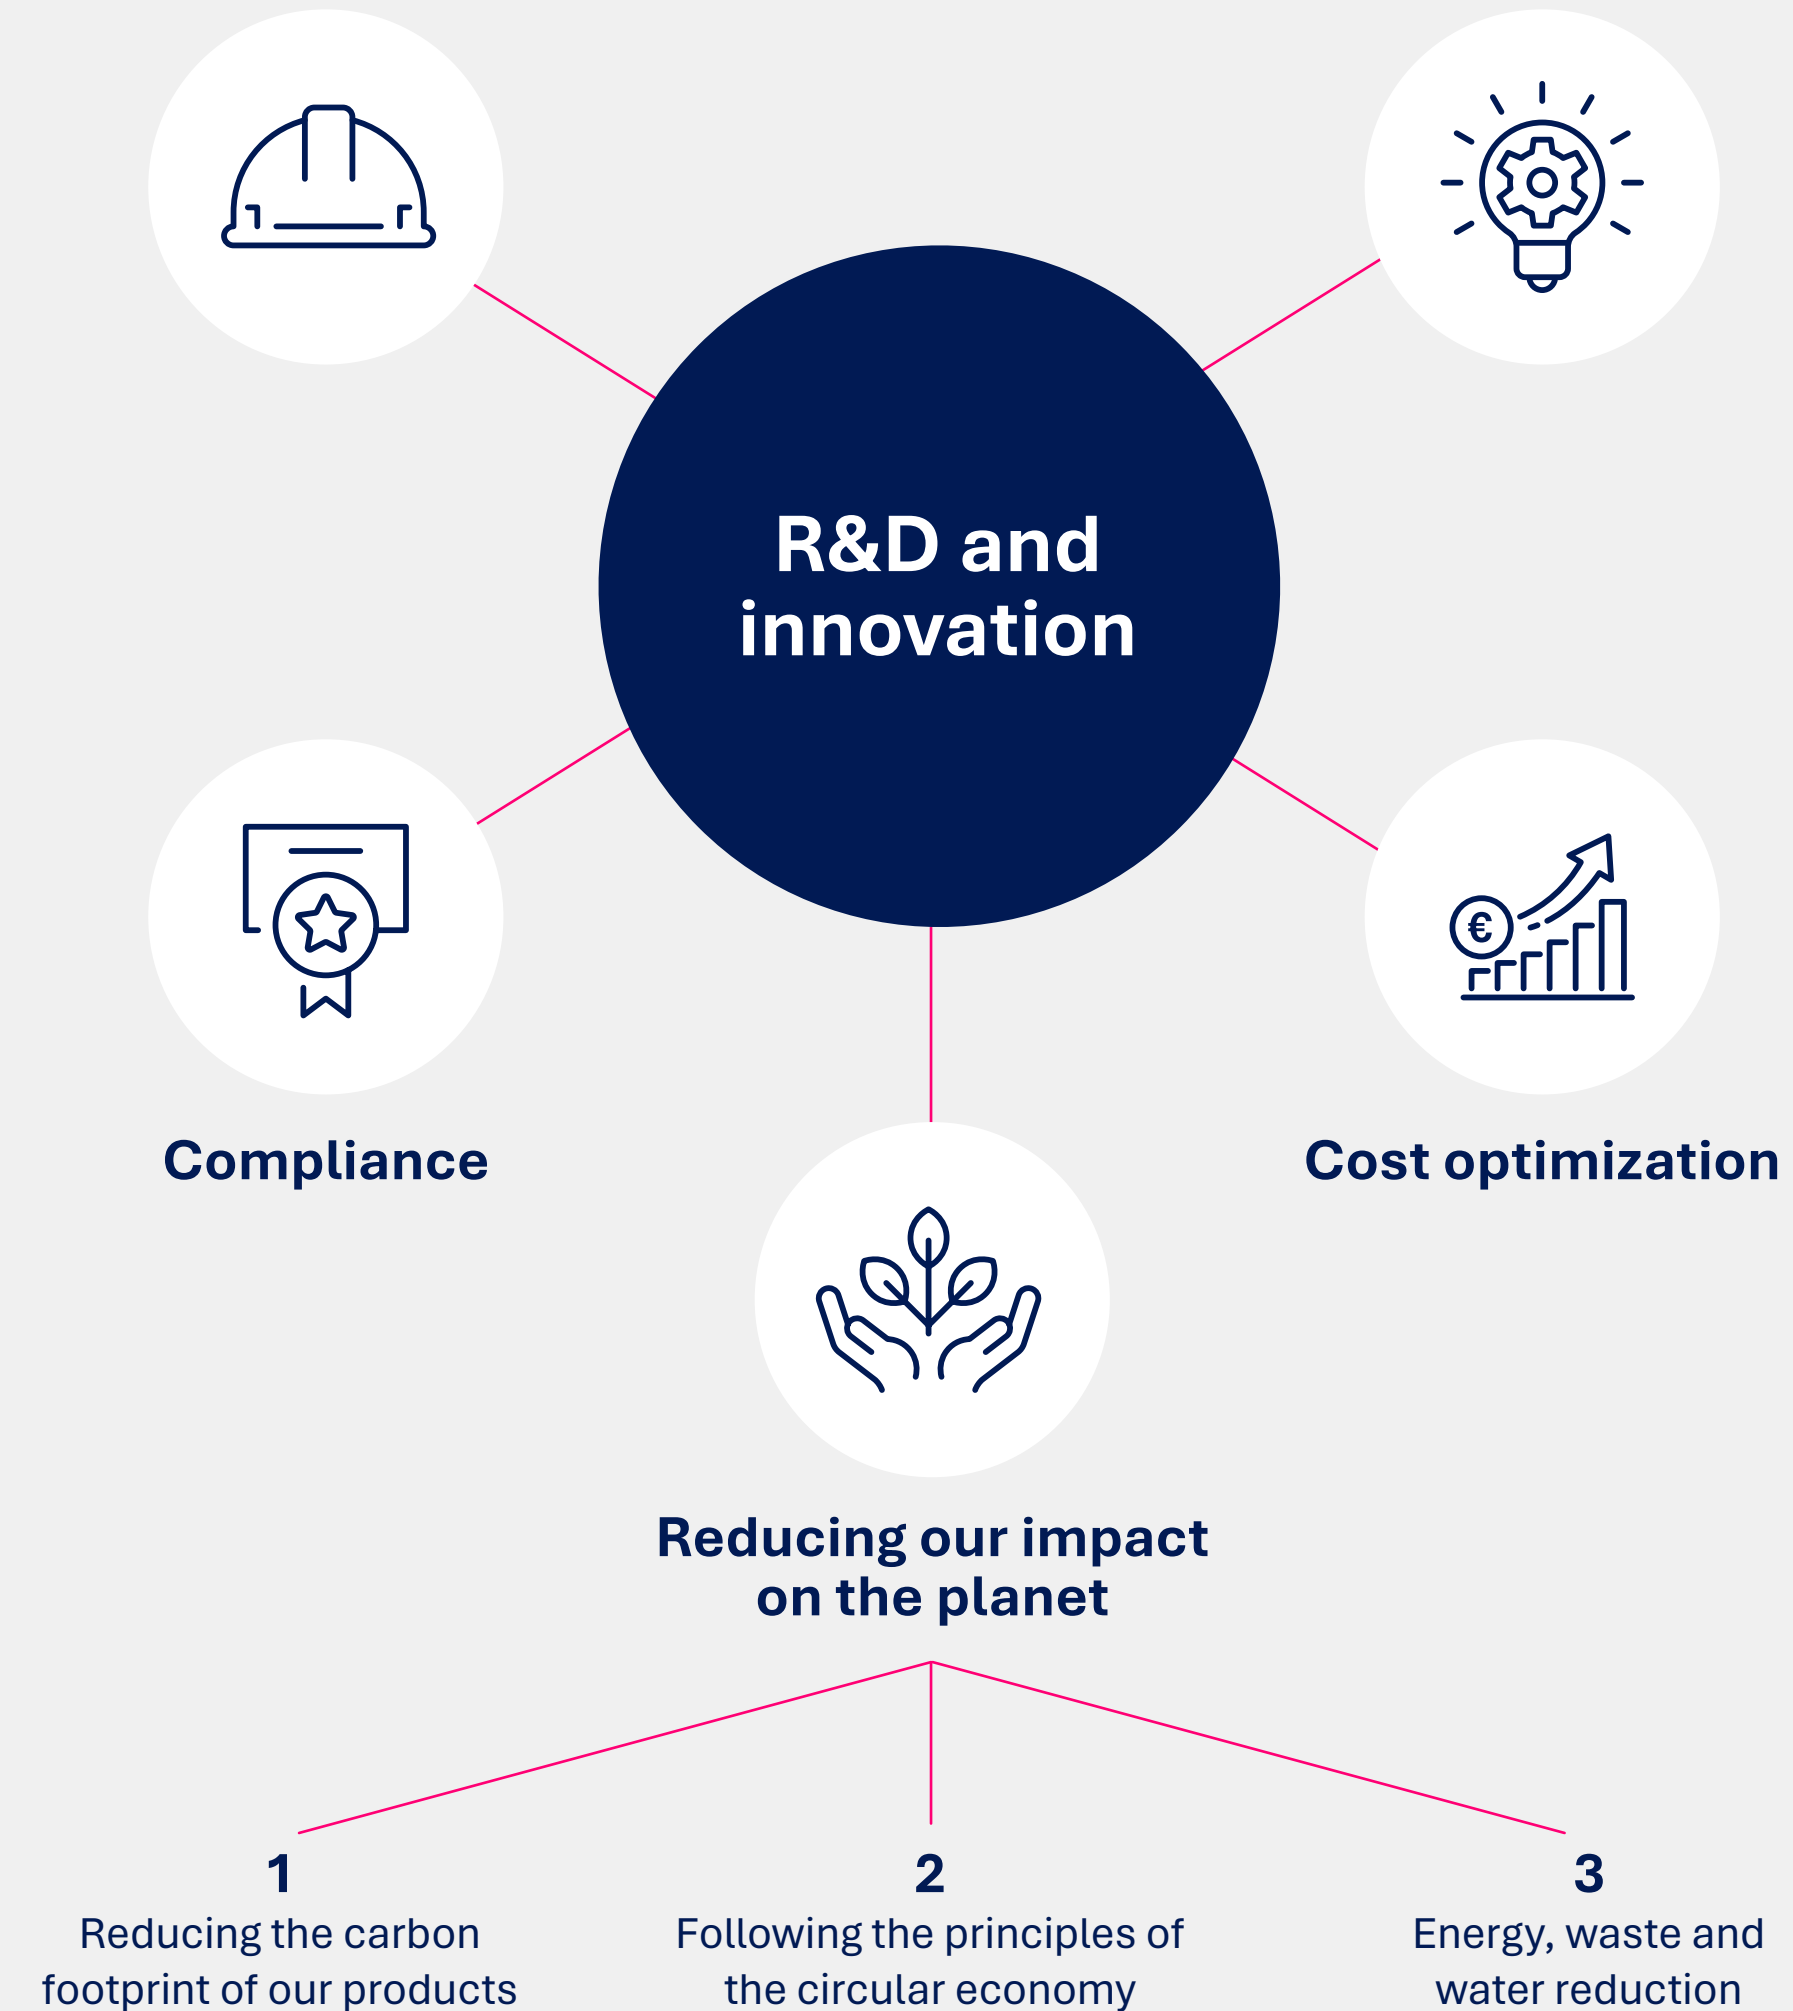 R&D and
innovation
€
Compliance
Cost optimization
Reducing our impact
on the planet
1
Reducing the carbon
footprint of our products
2
Following the principles of
the circular economy
3
Energy, waste and
water reduction